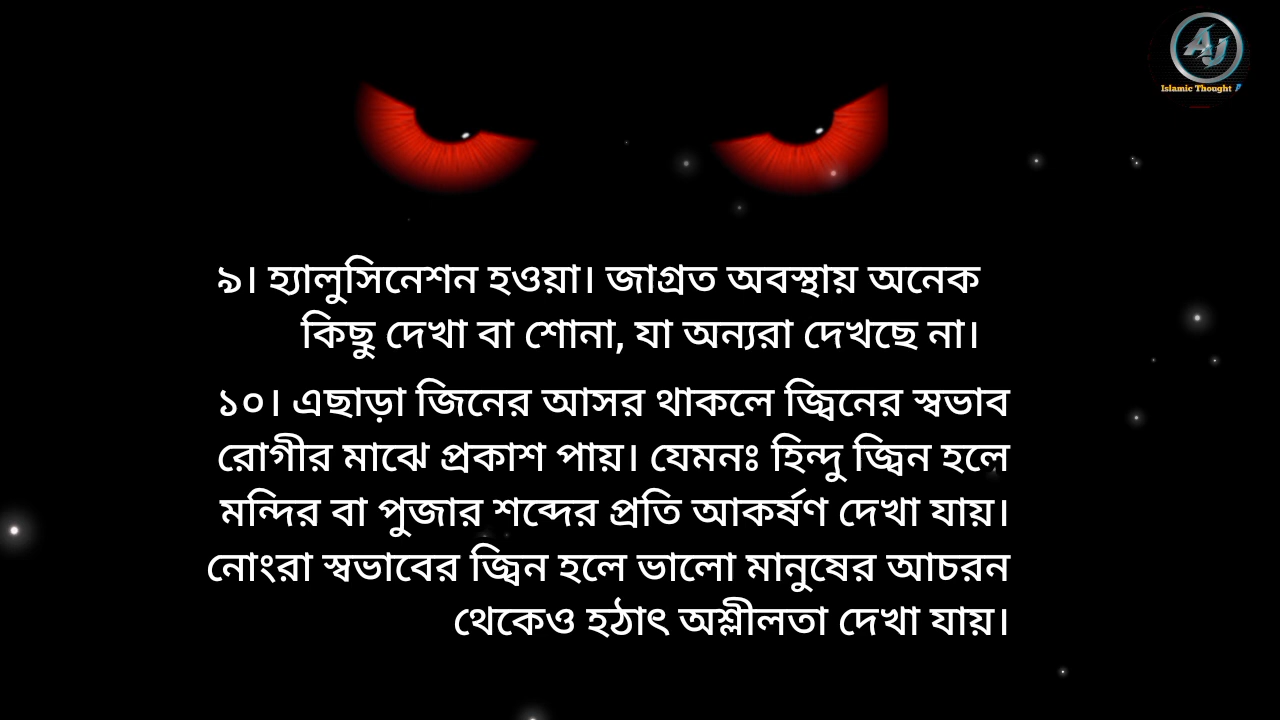 AJ
Islamic Thought
৯। হ্যালুসিনেশন হওয়া। জাগ্রত অবস্থায় অনেক
কিছু দেখা বা শোনা, যা অন্যরা দেখছে না।
১০। এছাড়া জিনের আসর থাকলে জ্বিনের স্বভাব
রোগীর মাঝে প্রকাশ পায়। যেমনঃ হিন্দু জ্বিন হলে
মন্দির বা পুজার শব্দের প্রতি আকর্ষণ দেখা যায়।
নোংরা স্বভাবের জ্বিন হলে ভালো মানুষের আচরন
থেকেও হঠাৎ অশ্লীলতা দেখা যায়।